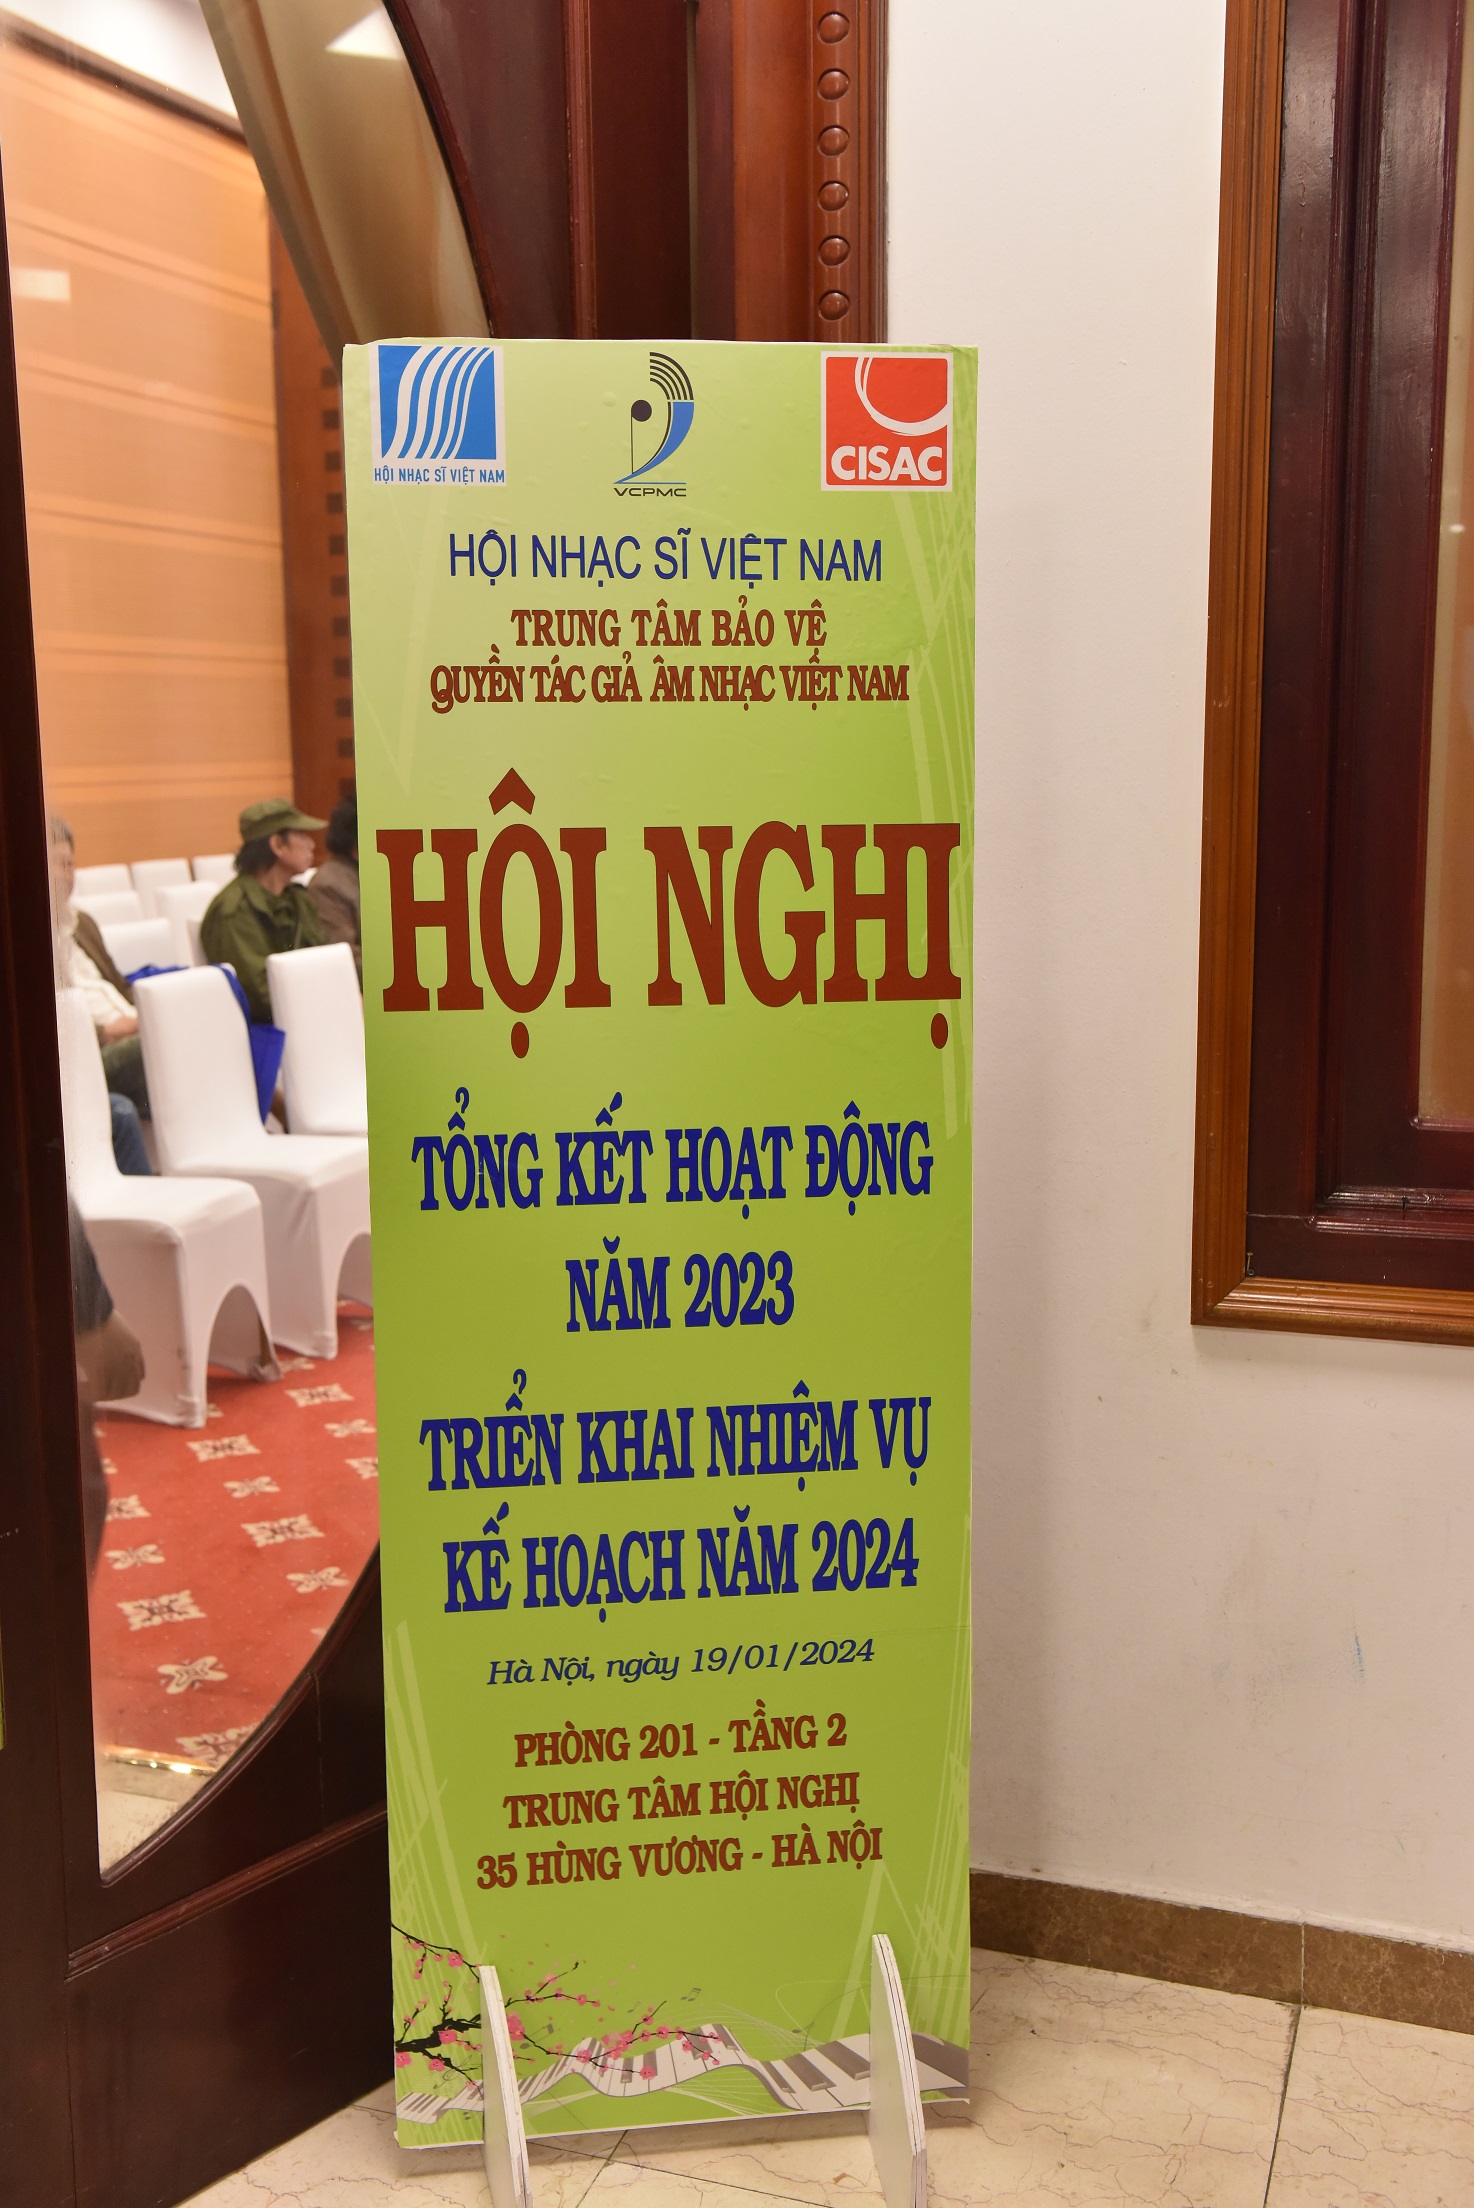 HỘI NHẠC SĨ VIỆT NAM
VCPMC
CISAC
HỘI NHẠC SĨ VIỆT NAM
TRUNG TÂM BẢO VỆ
QUYỀN TÁC GIẢ ÂM NHẠC VIỆT NAM
HỘI NGHỊ
TỔNG KẾT HOẠT ĐỘNG
NĂM 2023
TRIỂN KHAI NHIỆM VỤ
KẾ HOẠCH NĂM 2024
Hà Nội, ngày 19/01/2024
PHÒNG 201 - TẦNG 2
TRUNG TÂM HỘI NGHỊ
35 HÙNG VƯƠNG - HÀ NỘI